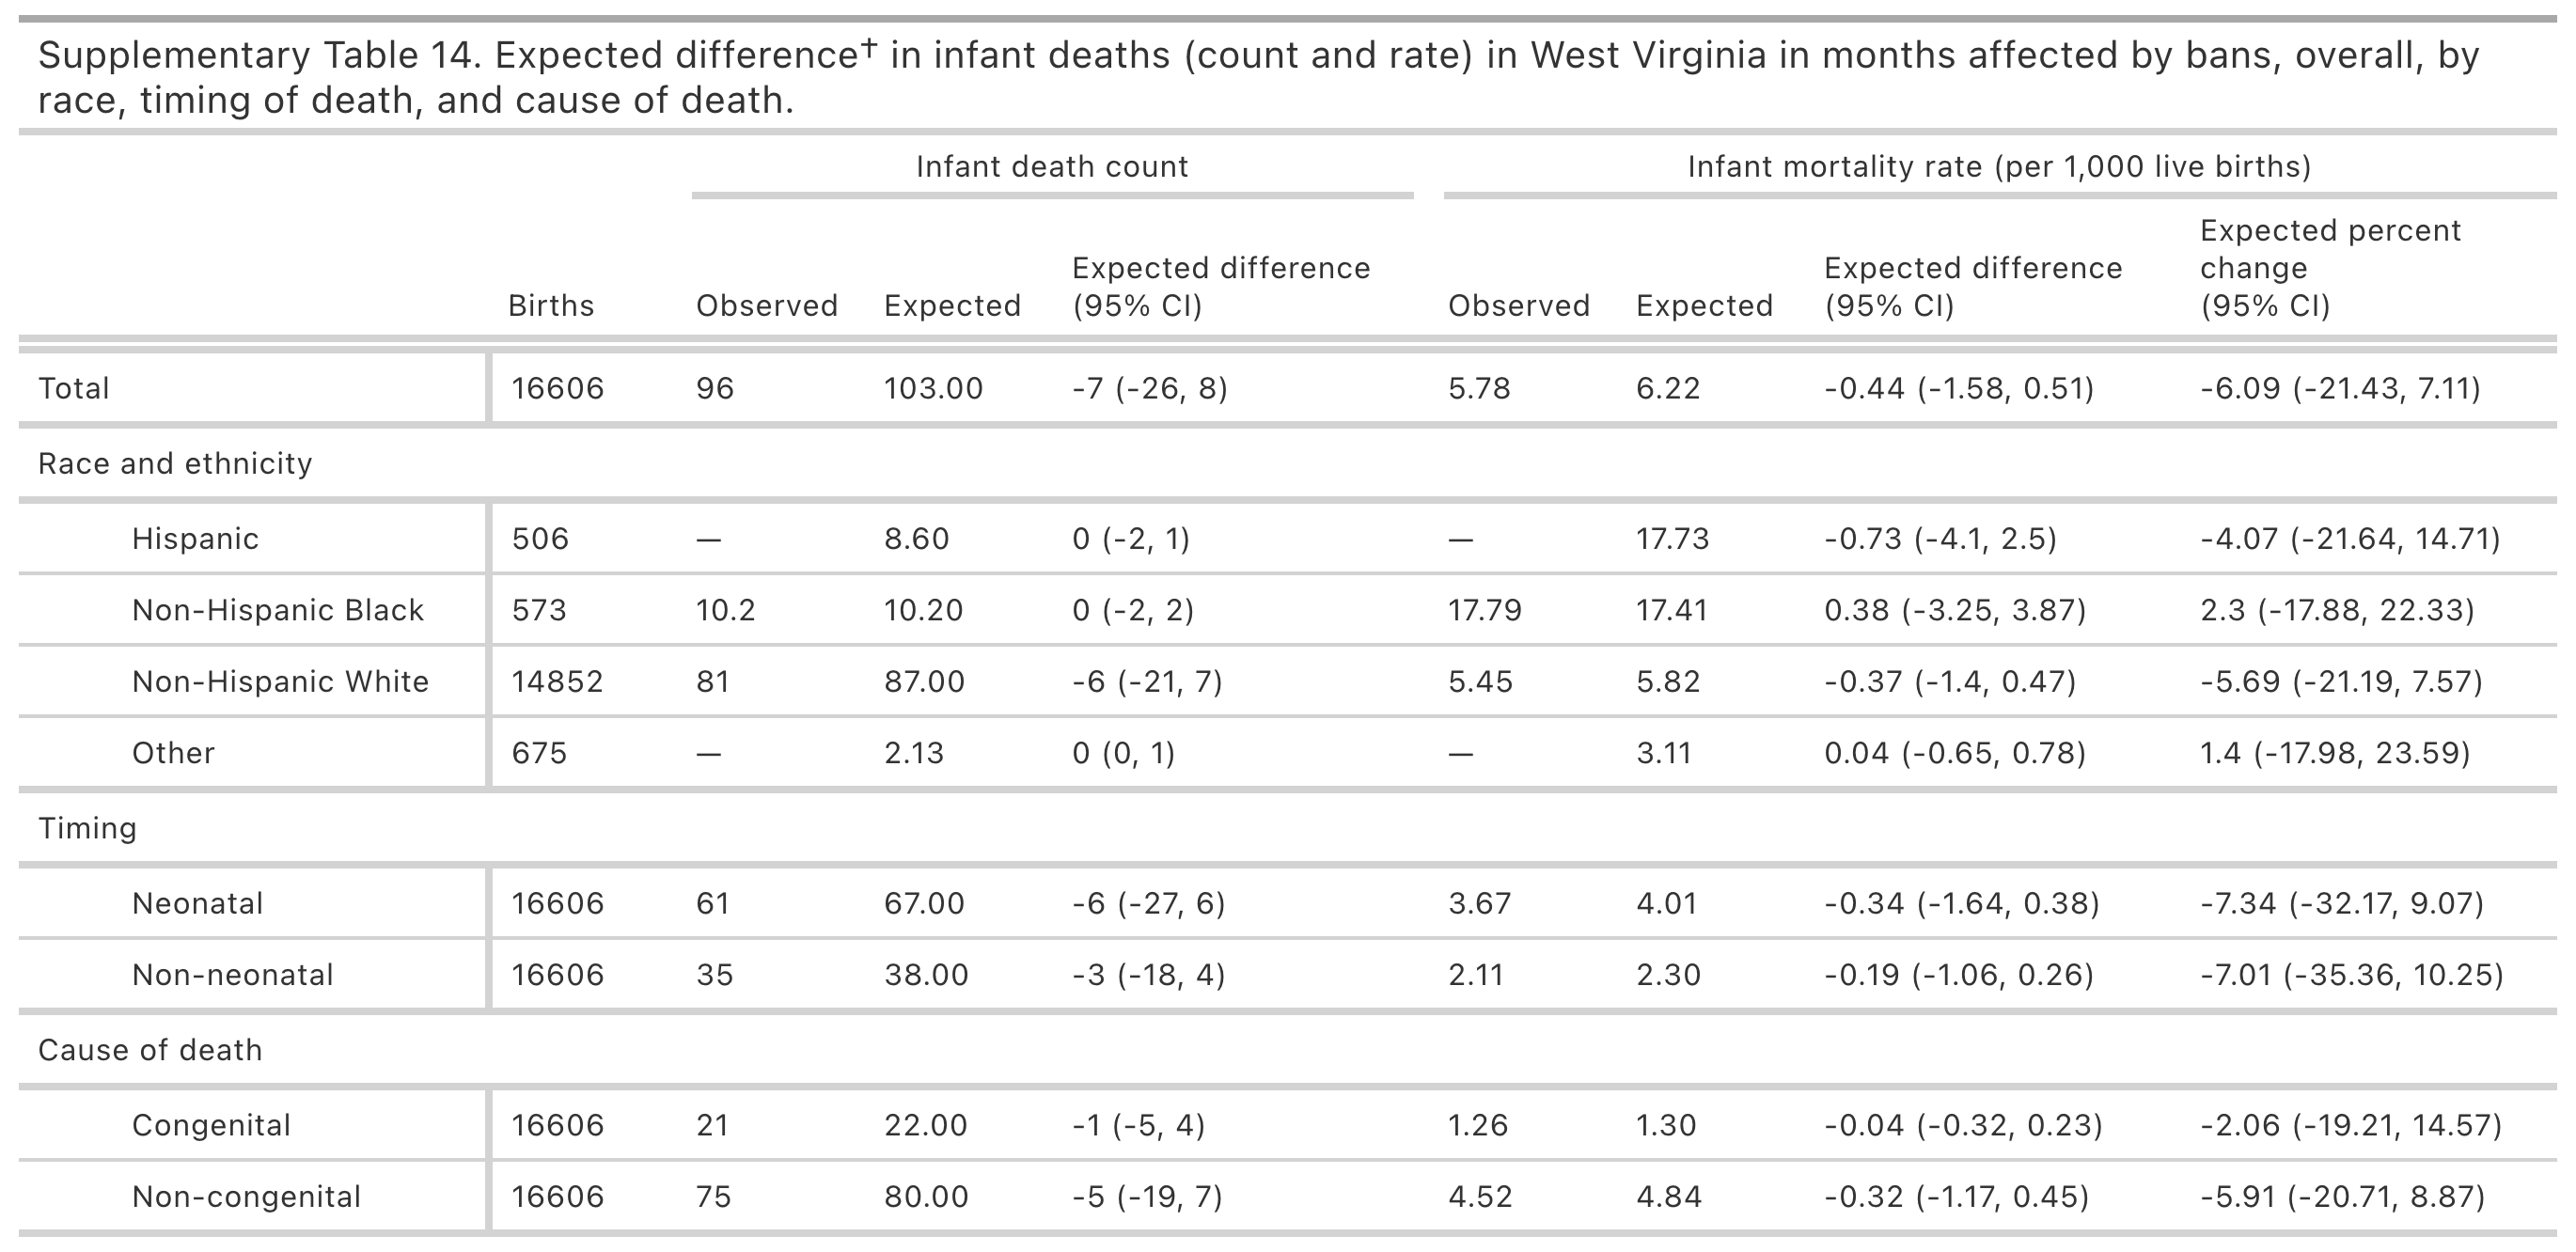 Supplementary Table 14. Expected difference† in infant deaths (count and rate) in West Virginia in months affected by bans, overall, by
race, timing of death, and cause of death.
Infant death count Infant mortality rate (per 1,000 live births)
Births Observed Expected Expected difference (95% CI) Observed Expected Expected difference (95% CI) Expected percent change (95% CI)
Total 16606 96 103.00 -7 (-26, 8) 5.78 6.22 -0.44 (-1.58, 0.51) -6.09 (-21.43, 7.11)
Race and ethnicity
Hispanic 506 — 8.60 0 (-2, 1) — 17.73 -0.73 (-4.1, 2.5) -4.07 (-21.64, 14.71)
Non-Hispanic Black 573 10.2 10.20 0 (-2, 2) 17.79 17.41 0.38 (-3.25, 3.87) 2.3 (-17.88, 22.33)
Non-Hispanic White 14852 81 87.00 -6 (-21, 7) 5.45 5.82 -0.37 (-1.4, 0.47) -5.69 (-21.19, 7.57)
Other 675 — 2.13 0 (0, 1) — 3.11 0.04 (-0.65, 0.78) 1.4 (-17.98, 23.59)
Timing
Neonatal 16606 61 67.00 -6 (-27, 6) 3.67 4.01 -0.34 (-1.64, 0.38) -7.34 (-32.17, 9.07)
Non-neonatal 16606 35 38.00 -3 (-18, 4) 2.11 2.30 -0.19 (-1.06, 0.26) -7.01 (-35.36, 10.25)
Cause of death
Congenital 16606 21 22.00 -1 (-5, 4) 1.26 1.30 -0.04 (-0.32, 0.23) -2.06 (-19.21, 14.57)
Non-congenital 16606 75 80.00 -5 (-19, 7) 4.52 4.84 -0.32 (-1.17, 0.45) -5.91 (-20.71, 8.87)